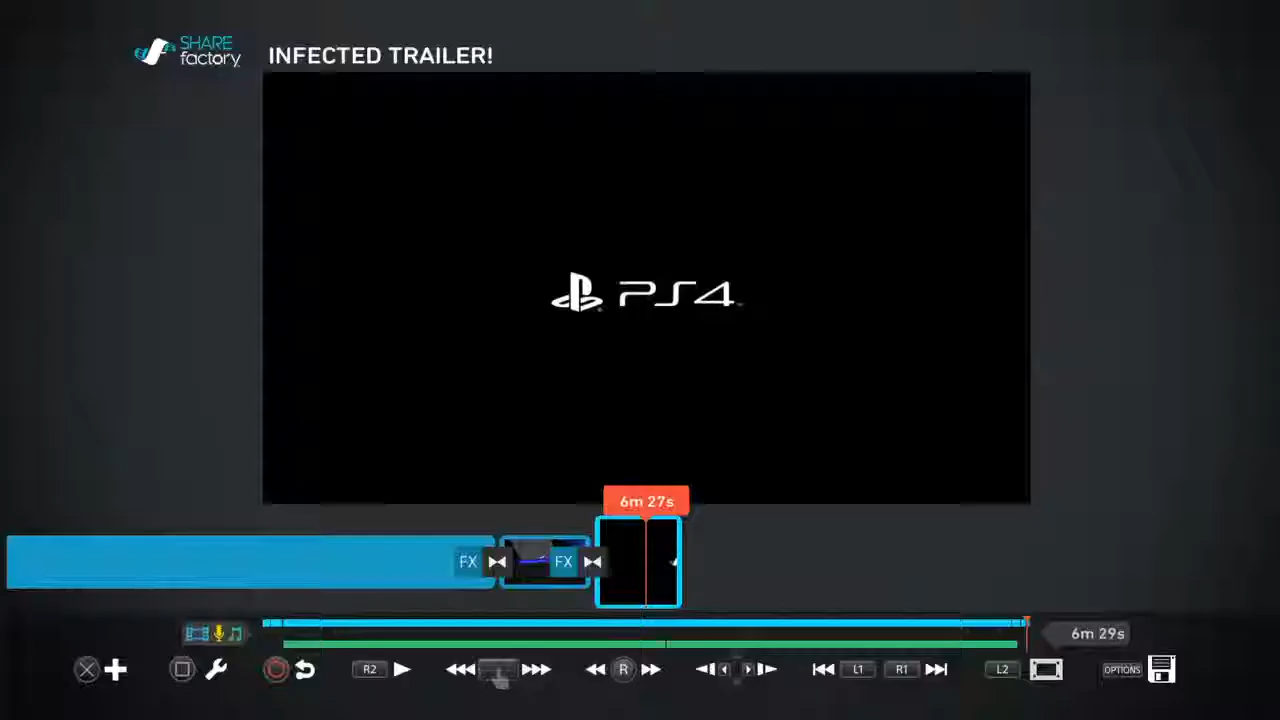 SHARE
factory
INFECTED TRAILER!
PS4
6m 27s
FX
FX
6m 29s
R2
R
L1
R1
L2
OPTIONS